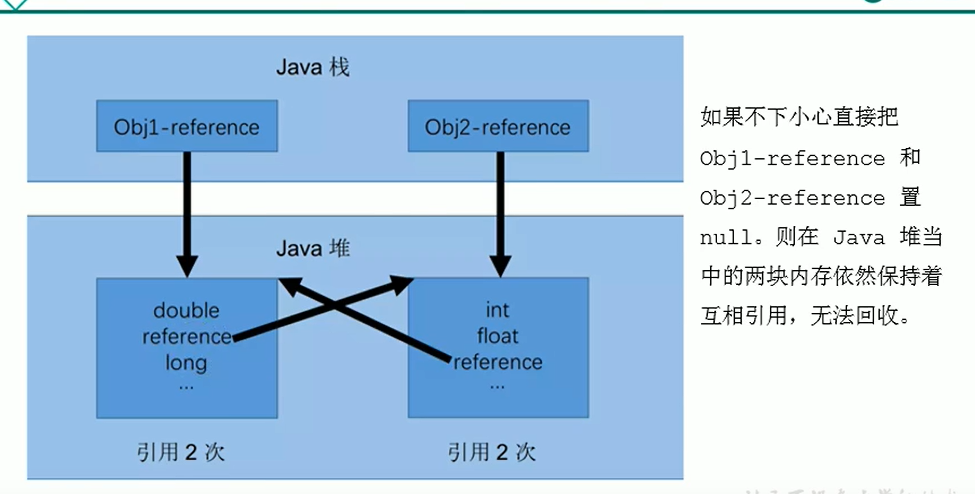 Java 栈
Obj1-reference
Obj2-reference
Java 堆
double
reference
long
...
int
float
reference
...
引用 2 次
引用 2 次
如果不下小心直接把
Obj1-reference 和
Obj2-reference 置
null。则在 Java 堆当
中的两块内存依然保持着
互相引用，无法回收。